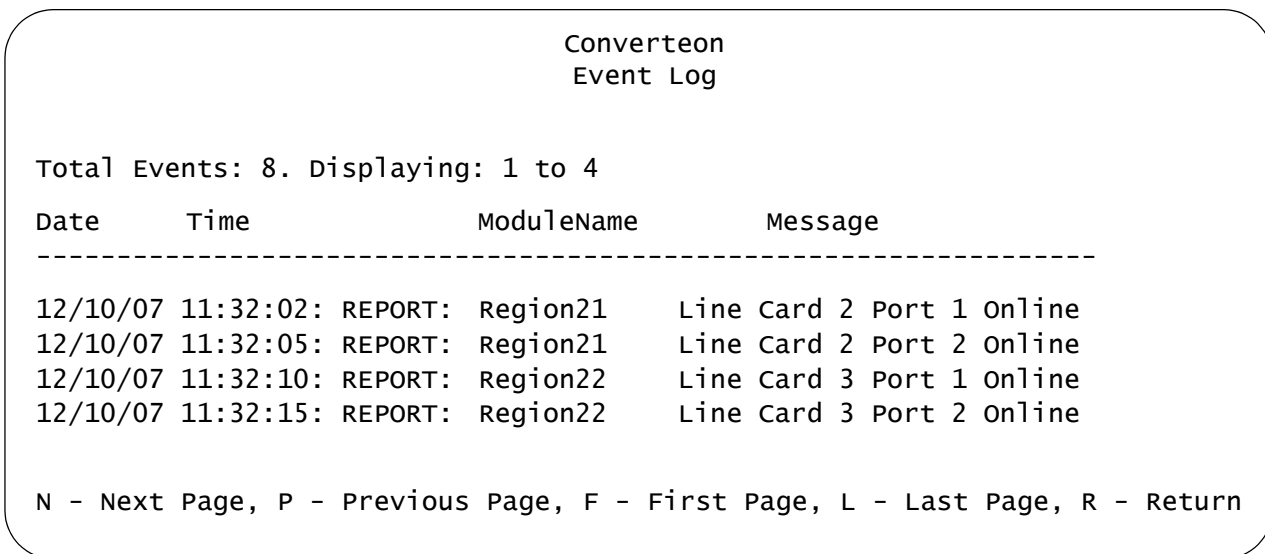 Converteon
Event Log
Total Events: 8. Displaying: 1 to 4
Date Time ModuleName Message
-------------------------------------------------------------------
12/10/07 11:32:02: REPORT: Region21 Line Card 2 Port 1 Online
12/10/07 11:32:05: REPORT: Region21 Line Card 2 Port 2 Online
12/10/07 11:32:10: REPORT: Region22 Line Card 3 Port 1 Online
12/10/07 11:32:15: REPORT: Region22 Line Card 3 Port 2 Online
N - Next Page, P - Previous Page, F - First Page, L - Last Page, R - Return